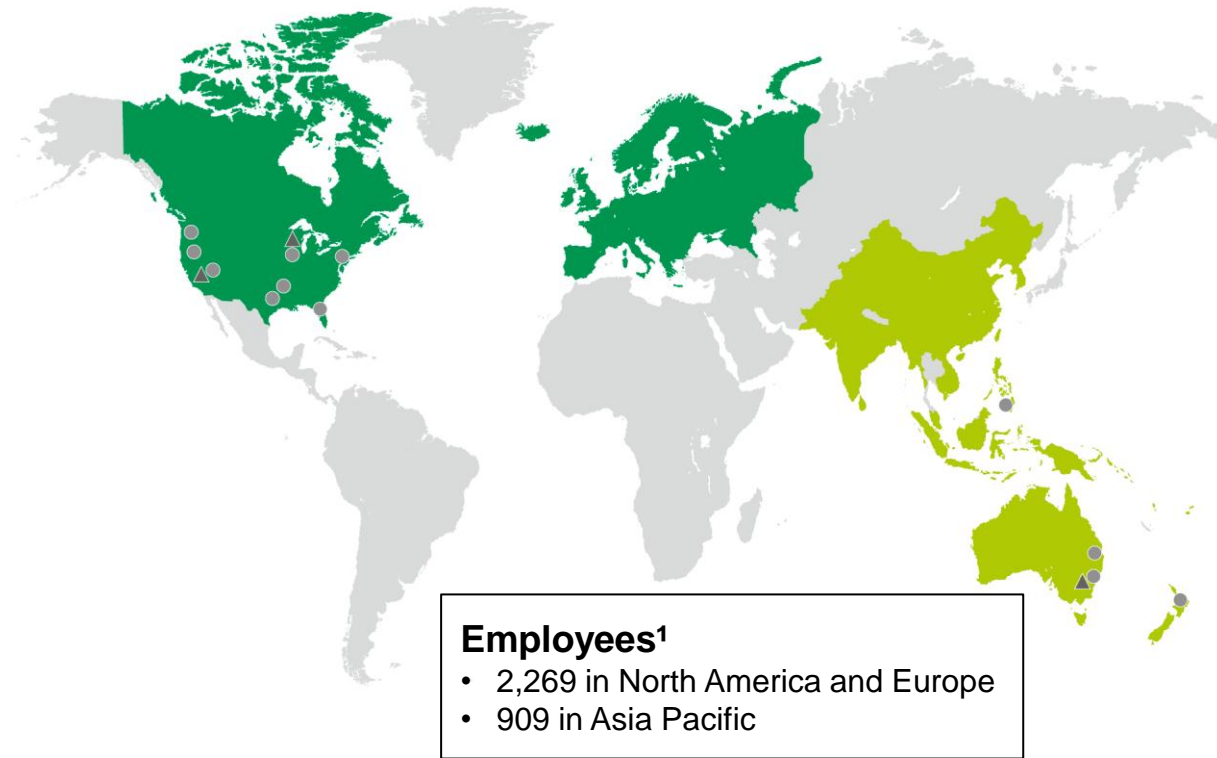 Employees¹
• 2,269 in North America and Europe
• 909 in Asia Pacific